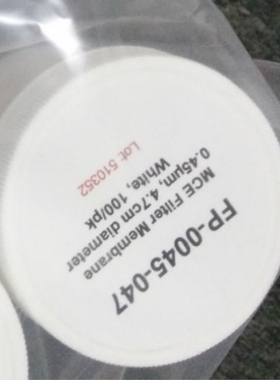 FP-0045-047
MCE Filter Membrane
0.45µm, 4.7cm diameter
White, 100/pk
Lot: 510352